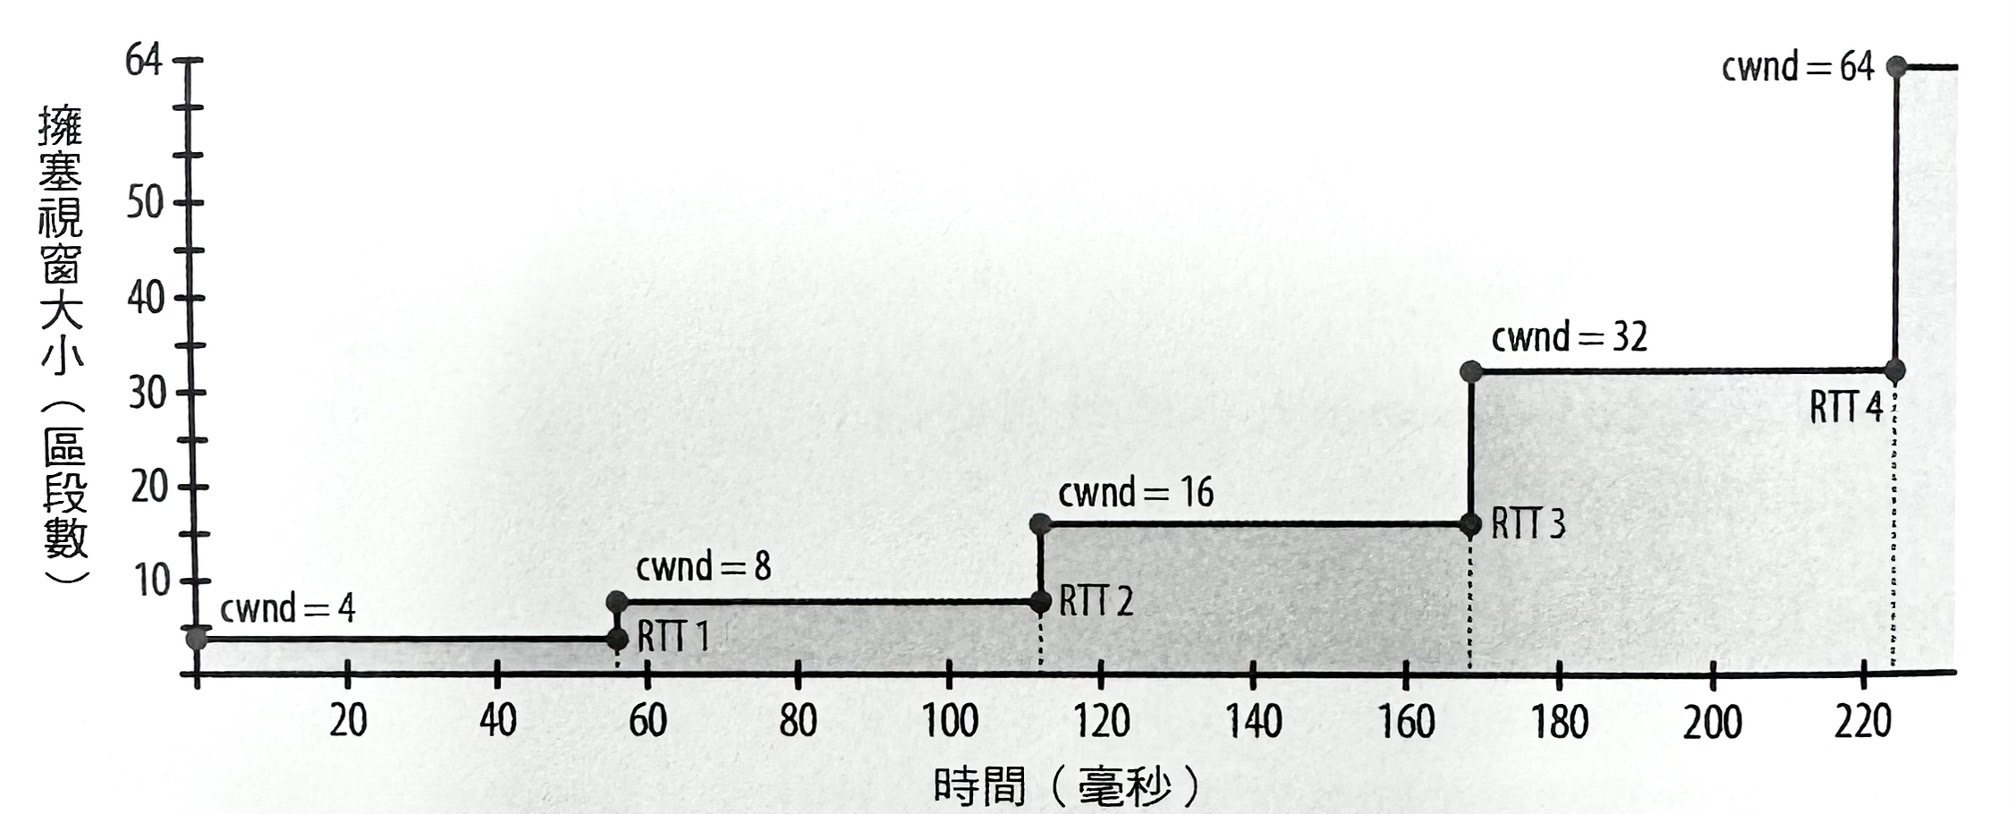 64
50
40
30
20
10
擁塞視窗大小（區段數）
cwnd = 4
RTT 1
cwnd = 8
RTT 2
cwnd = 16
RTT 3
cwnd = 32
RTT 4
cwnd = 64
20 40 60 80 100 120 140 160 180 200 220
時間（毫秒）